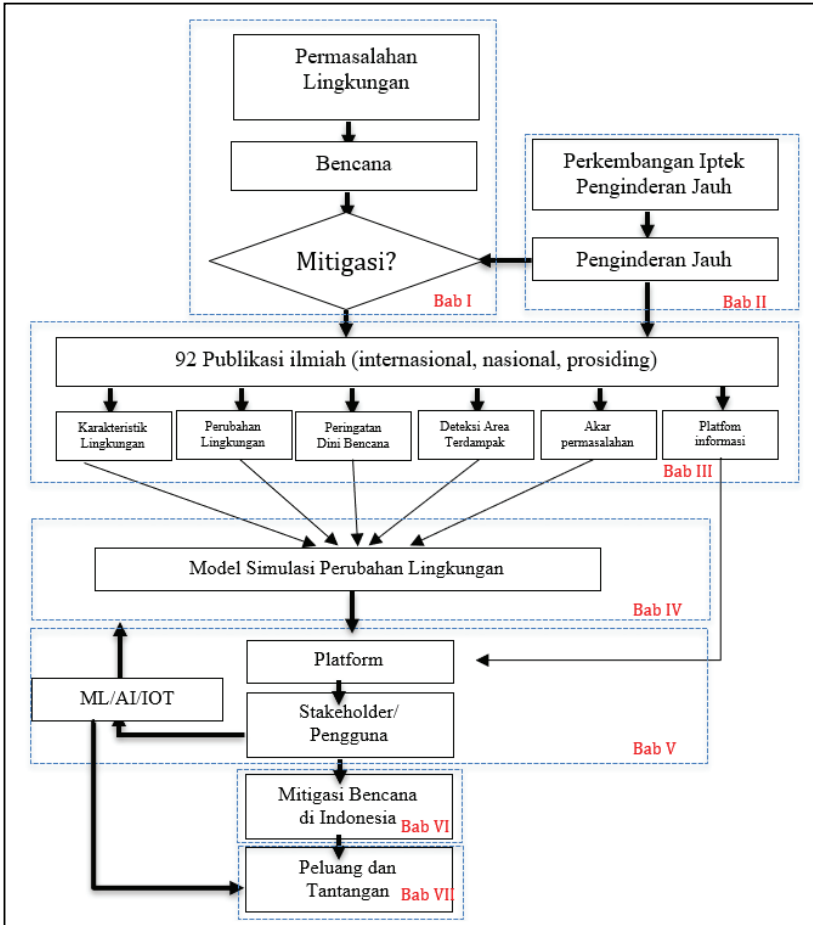 Permasalahan
Lingkungan
Bencana
Mitigasi?
Bab I
Perkembangan Iptek
Penginderan Jauh
Penginderan Jauh
Bab II
92 Publikasi ilmiah (internasional, nasional, prosiding)
Karakteristik
Lingkungan
Perubahan
Lingkungan
Peringatan
Dini Bencana
Deteksi Area
Terdampak
Akar
permasalahan
Platfom
informasi
Bab III
Model Simulasi Perubahan Lingkungan
Bab IV
Platform
ML/AI/IOT
Stakeholder/
Pengguna
Bab V
Mitigasi Bencana
di Indonesia
Bab VI
Peluang dan
Tantangan
Bab VII